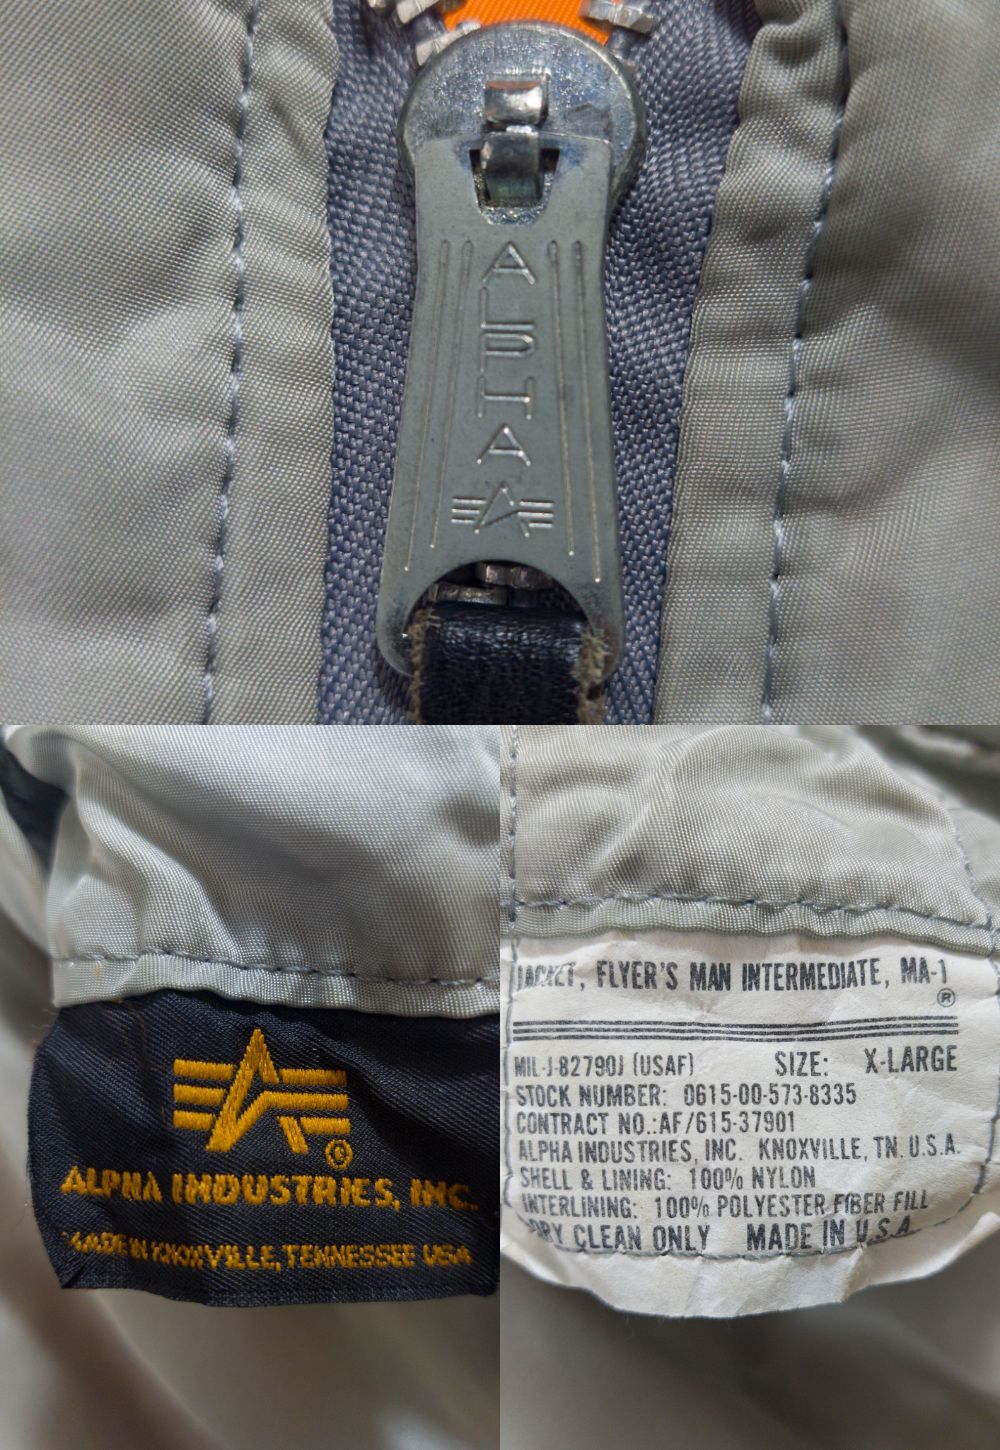 ALPHA
ALPHA INDUSTRIES, INC.
MADE IN KNOXVILLE, TENNESSEE USA
JACKET, FLYER'S MAN INTERMEDIATE, MA-1
®
MIL-J-82790J (USAF) SIZE: X-LARGE
STOCK NUMBER: 0615-00-573-8335
CONTRACT NO.:AF/615-37901
ALPHA INDUSTRIES, INC. KNOXVILLE, TN. U.S.A.
SHELL & LINING: 100% NYLON
INTERLINING: 100% POLYESTER FIBER FILL
DRY CLEAN ONLY MADE IN U.S.A.